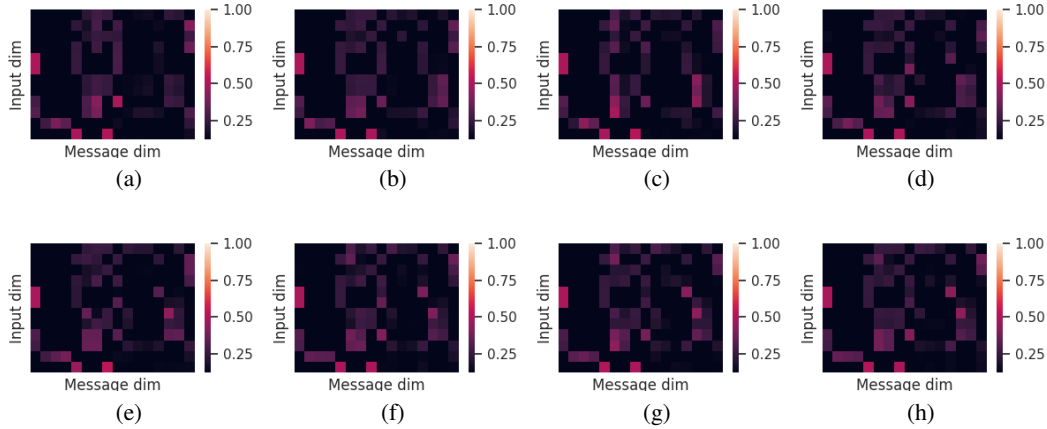 1.00
0.75
0.50
0.25
Input dim
Message dim
(a)
1.00
0.75
0.50
0.25
Input dim
Message dim
(b)
1.00
0.75
0.50
0.25
Input dim
Message dim
(c)
1.00
0.75
0.50
0.25
Input dim
Message dim
(d)
1.00
0.75
0.50
0.25
Input dim
Message dim
(e)
1.00
0.75
0.50
0.25
Input dim
Message dim
(f)
1.00
0.75
0.50
0.25
Input dim
Message dim
(g)
1.00
0.75
0.50
0.25
Input dim
Message dim
(h)